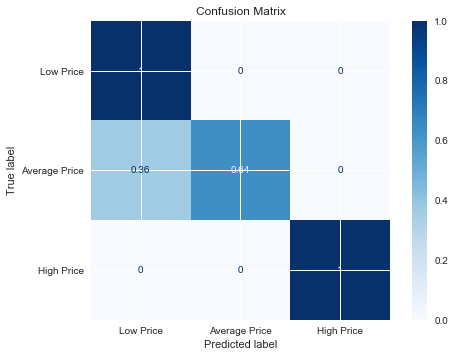 Confusion Matrix
Low Price 1 0 0 1.0
0.8
Average Price 0.36 0.64 0 0.6
0.4
High Price 0 0 1 0.2
0.0
Low Price Average Price High Price
Predicted label
True label